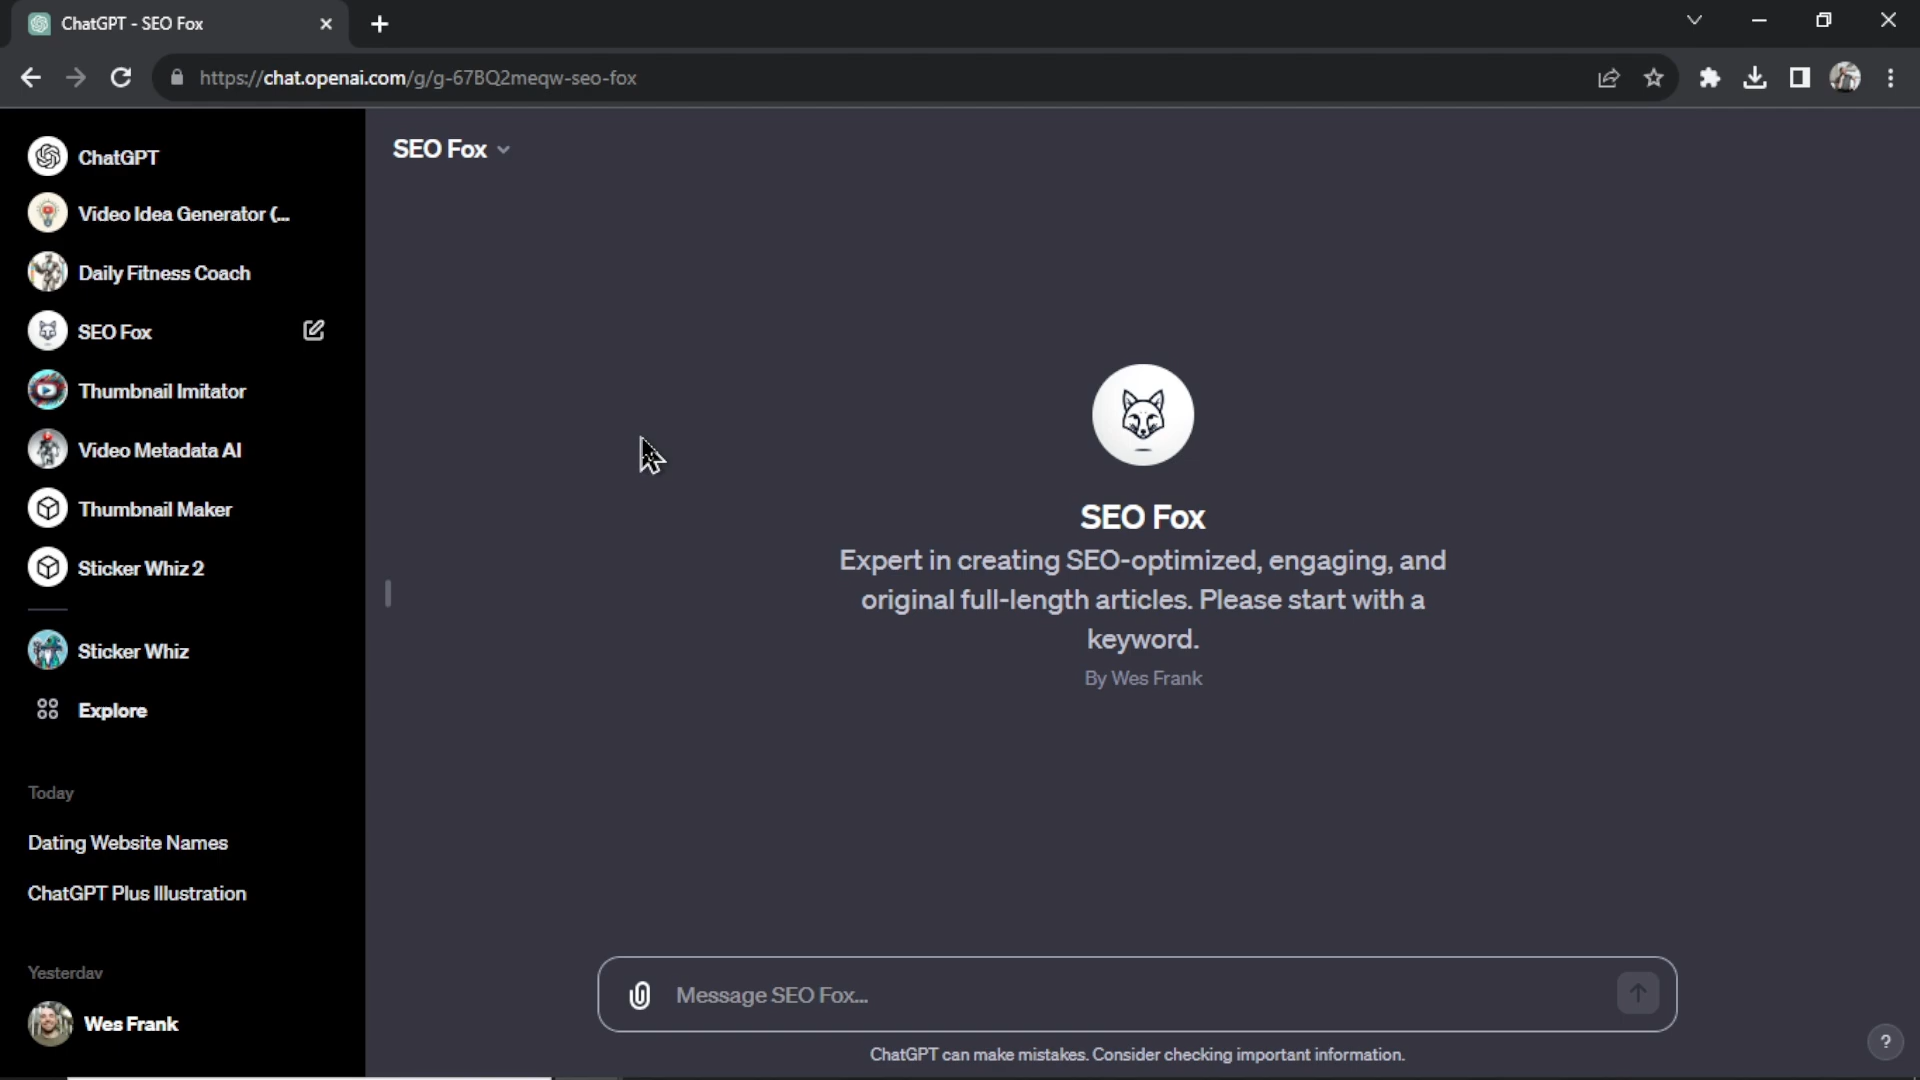 ChatGPT - SEO Fox
https://chat.openai.com/g/g-67BQ2meqw-seo-fox
ChatGPT
Video Idea Generator (...
Daily Fitness Coach
SEO Fox
Thumbnail Imitator
Video Metadata AI
Thumbnail Maker
Sticker Whiz 2
Sticker Whiz
Explore
Today
Dating Website Names
ChatGPT Plus Illustration
Yesterday
Wes Frank
SEO Fox
SEO Fox
Expert in creating SEO-optimized, engaging, and
original full-length articles. Please start with a
keyword.
By Wes Frank
Message SEO Fox...
ChatGPT can make mistakes. Consider checking important information.
?